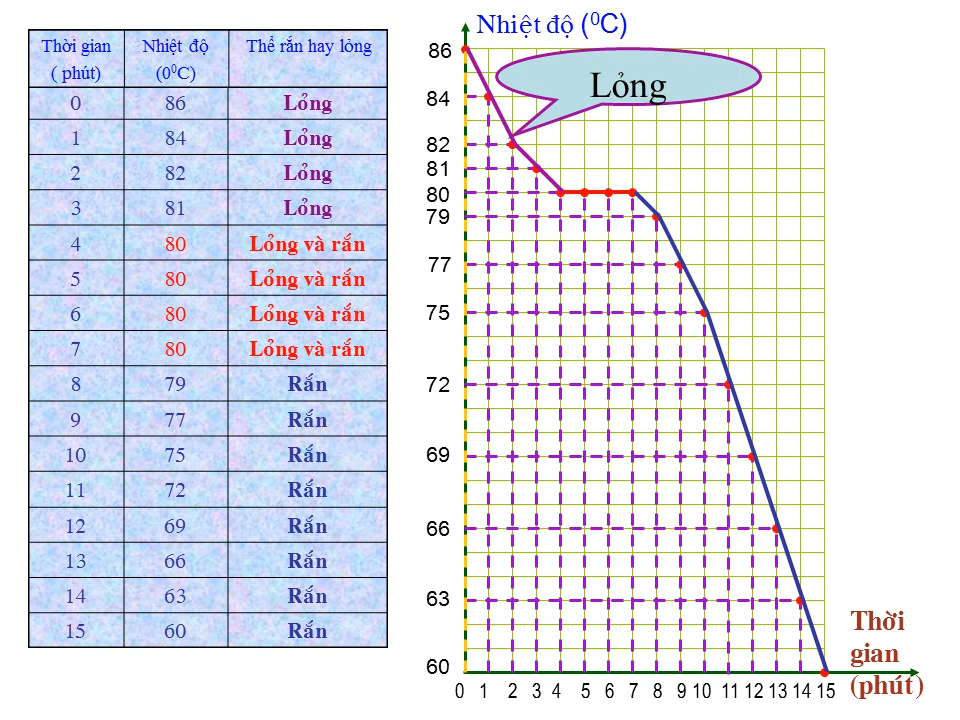 Thời gian ( phút) Nhiệt độ (0⁰C) Thể rắn hay lỏng
0 86 Lỏng
1 84 Lỏng
2 82 Lỏng
3 81 Lỏng
4 80 Lỏng và rắn
5 80 Lỏng và rắn
6 80 Lỏng và rắn
7 80 Lỏng và rắn
8 79 Rắn
9 77 Rắn
10 75 Rắn
11 72 Rắn
12 69 Rắn
13 66 Rắn
14 63 Rắn
15 60 Rắn
Nhiệt độ (⁰C)
Lỏng
86
84
82
81
80
79
77
75
72
69
66
63
60
0 1 2 3 4 5 6 7 8 9 10 11 12 13 14 15
Thời
gian
(phút)